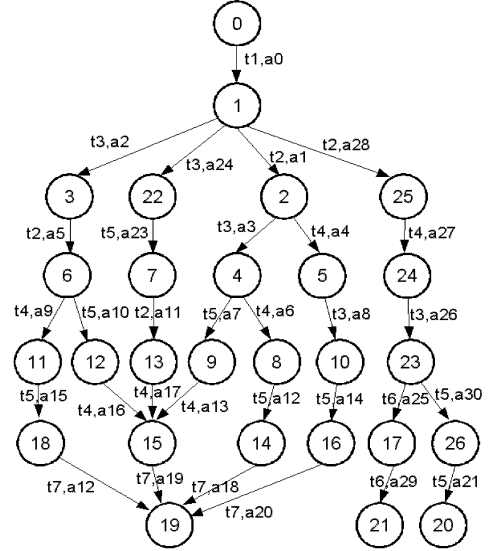 0
t1,a0
1
t3,a2
t3,a24
t2,a1
t2,a28
3
22
2
25
t2,a5
t5,a23
t3,a3
t4,a4
t4,a27
6
7
4
5
24
t4,a9
t5,a10
t2,a11
t5,a7
t4,a6
t3,a8
t3,a26
11
12
13
9
8
10
23
t5,a15
t4,a16
t4,a17
t4,a13
t5,a12
t5,a14
t6,a25
t5,a30
18
15
14
16
17
26
t7,a12
t7,a19
t7,a18
t7,a20
t6,a29
t5,a21
19
21
20